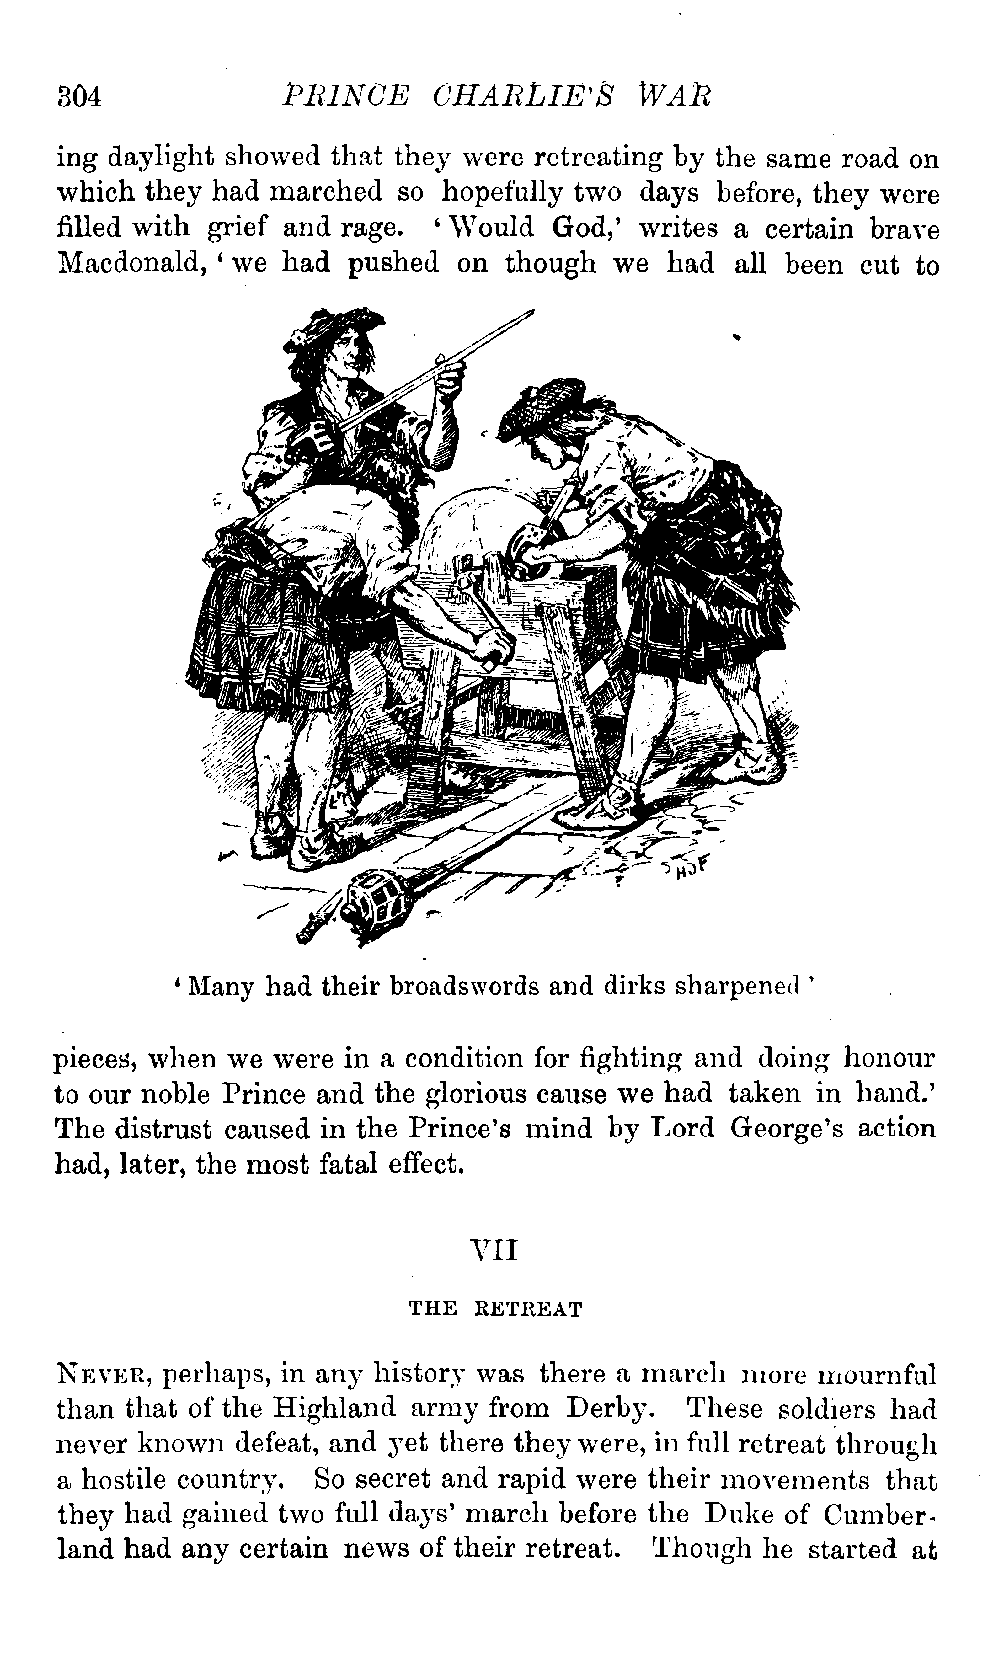 304 PRINCE CHARLIE'S WAR
ing daylight showed that they were retreating by the same road on
which they had marched so hopefully two days before, they were
filled with grief and rage. ‘Would God,’ writes a certain brave
Macdonald, ‘we had pushed on though we had all been cut to
HJF
‘Many had their broadswords and dirks sharpened’
pieces, when we were in a condition for fighting and doing honour
to our noble Prince and the glorious cause we had taken in hand.’
The distrust caused in the Prince’s mind by Lord George’s action
had, later, the most fatal effect.
VII
THE RETREAT
NEVER, perhaps, in any history was there a march more mournful
than that of the Highland army from Derby. These soldiers had
never known defeat, and yet there they were, in full retreat through
a hostile country. So secret and rapid were their movements that
they had gained two full days’ march before the Duke of Cumber-
land had any certain news of their retreat. Though he started at